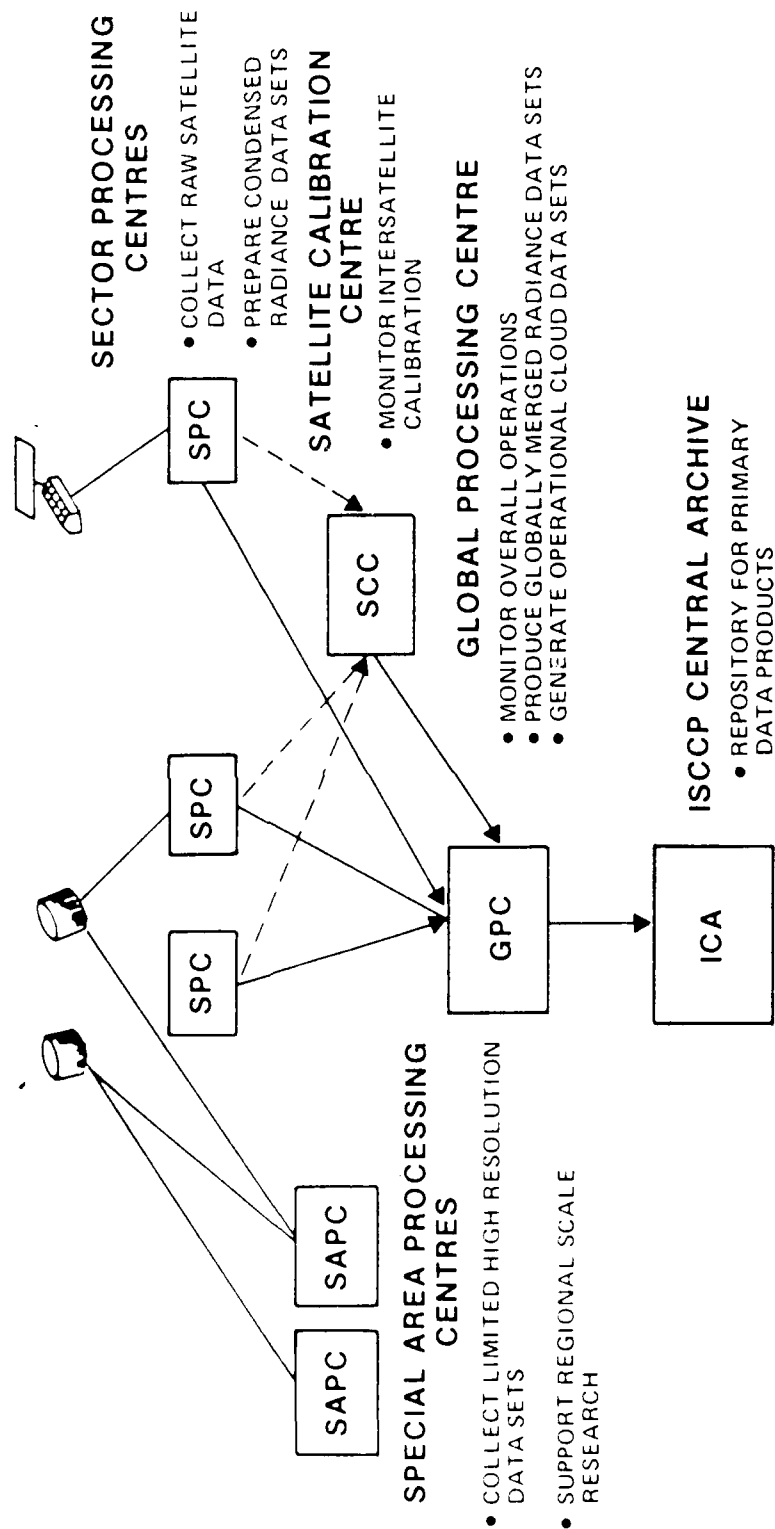 SPC
SPC
SPC
SECTOR PROCESSING
CENTRES
• COLLECT RAW SATELLITE
DATA
• PREPARE CONDENSED
RADIANCE DATA SETS
SAPC
SAPC
SCC
SATELLITE CALIBRATION
CENTRE
• MONITOR INTERSATELLITE
CALIBRATION
SPECIAL AREA PROCESSING
CENTRES
• COLLECT LIMITED HIGH RESOLUTION
DATA SETS
• SUPPORT REGIONAL SCALE
RESEARCH
GPC
GLOBAL PROCESSING CENTRE
• MONITOR OVERALL OPERATIONS
• PRODUCE GLOBALLY MERGED RADIANCE DATA SETS
• GENERATE OPERATIONAL CLOUD DATA SETS
ICA
ISCCP CENTRAL ARCHIVE
• REPOSITORY FOR PRIMARY
DATA PRODUCTS